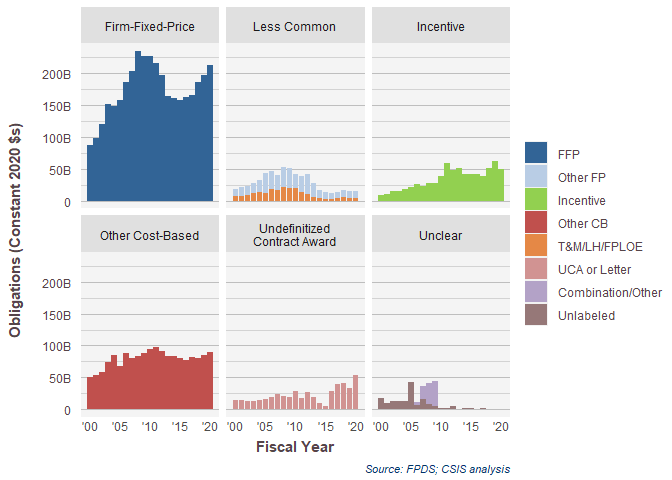 Firm-Fixed-Price Less Common Incentive
200B
150B
100B
50B
0
Other Cost-Based Undefinitized Contract Award Unclear
200B
150B
100B
50B
0
'00 '05 '10 '15 '20 '00 '05 '10 '15 '20 '00 '05 '10 '15 '20
Fiscal Year
Obligations (Constant 2020 $s)
FFP
Other FP
Incentive
Other CB
T&M/LH/FPLOE
UCA or Letter
Combination/Other
Unlabeled
Source: FPDS; CSIS analysis